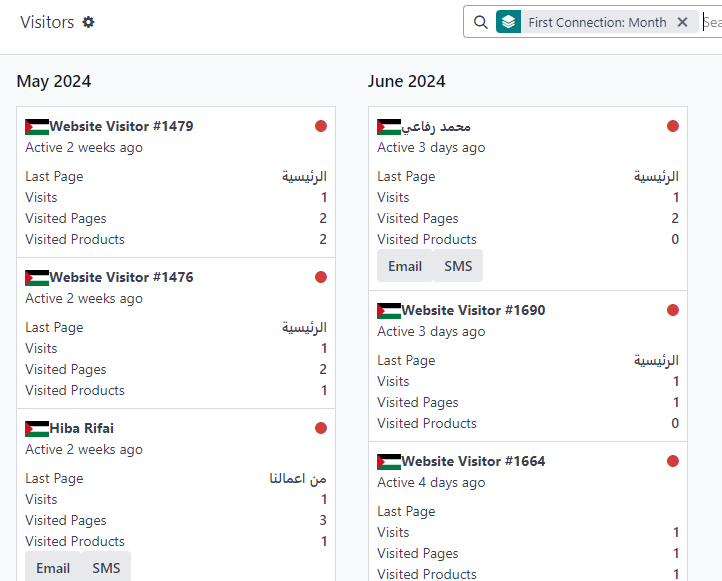 Visitors
First Connection: Month
Sea
May 2024
Website Visitor #1479
Active 2 weeks ago
Last Page الرئيسية
Visits 1
Visited Pages 2
Visited Products 2
Website Visitor #1476
Active 2 weeks ago
Last Page الرئيسية
Visits 1
Visited Pages 2
Visited Products 1
Hiba Rifai
Active 2 weeks ago
Last Page من اعمالنا
Visits 1
Visited Pages 3
Visited Products 1
Email SMS
June 2024
محمد رفاعي
Active 3 days ago
Last Page الرئيسية
Visits 1
Visited Pages 2
Visited Products 0
Email SMS
Website Visitor #1690
Active 3 days ago
Last Page الرئيسية
Visits 1
Visited Pages 1
Visited Products 0
Website Visitor #1664
Active 4 days ago
Last Page
Visits 1
Visited Pages 1
Visited Products 1